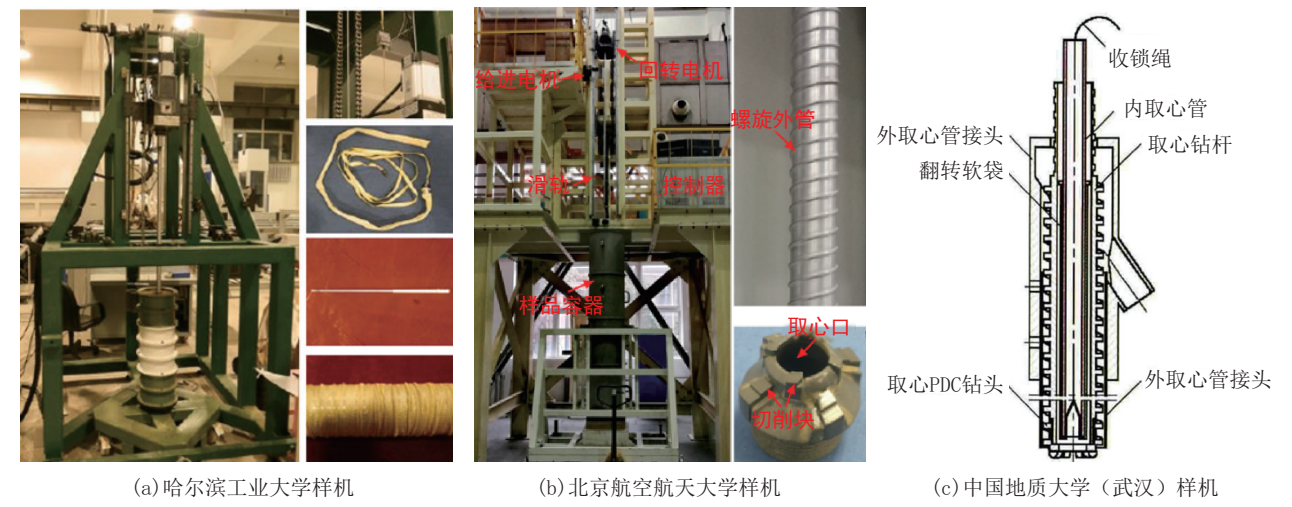 给进电机
回转电机
滑轨
控制器
样品容器
螺旋外管
取心口
切削块
收锁绳
内取心管
取心钻杆
外取心管接头
翻转软袋
取心PDC钻头
外取心管接头
(a)哈尔滨工业大学样机
(b)北京航空航天大学样机
(c)中国地质大学（武汉）样机